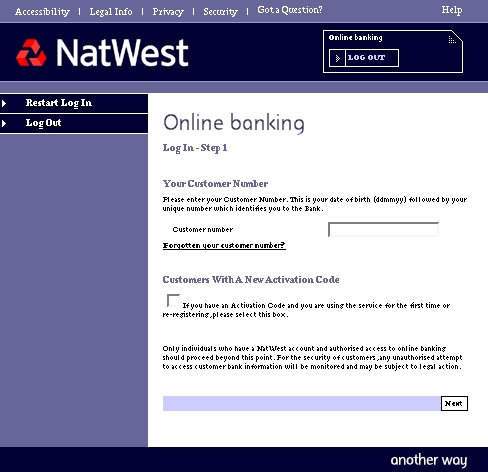 Accessibility | Legal Info | Privacy | Security | Got a Question? Help
NatWest
Online banking
LOG OUT
Restart Log In
Log Out
Online banking
Log In - Step 1
Your Customer Number
Please enter your Customer Number. This is your date of birth (ddmmyy) followed by your
unique number which identifies you to the Bank.
Customer number
Forgotten your customer number?
Customers With A New Activation Code
If you have an Activation Code and you are using the service for the first time or
re-registering ,please select this box.
Only individuals who have a NatWest account and authorised access to online banking
should proceed beyond this point. For the security of customers ,any unauthorised attempt
to access customer bank information will be monitored and may be subject to legal action.
Next
another way